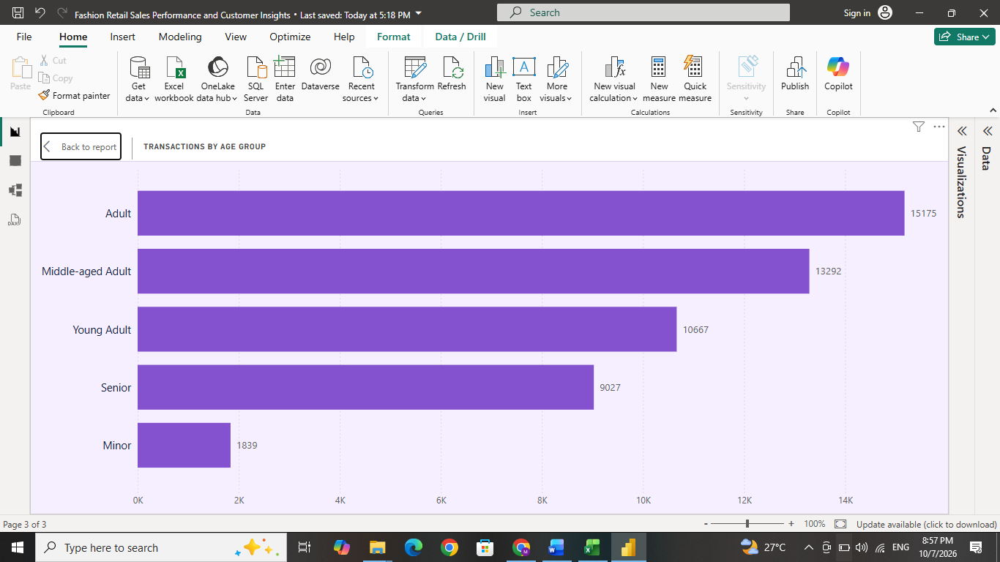 Fashion Retail Sales Performance and Customer Insights • Last saved: Today at 5:18 PM
Search
Sign in
File
Home
Insert
Modeling
View
Optimize
Help
Format
Data / Drill
Share
Paste
Cut
Copy
Format painter
Clipboard
Get data
Excel workbook
OneLake data hub
SQL Server
Enter data
Dataverse
Recent sources
Data
Transform data
Refresh
Queries
New visual
Text box
More visuals
Insert
New visual calculation
New measure
Quick measure
Calculations
Sensitivity
Sensitivity
Publish
Share
Copilot
Copilot
Back to report
TRANSACTIONS BY AGE GROUP
Adult
15175
Middle-aged Adult
13292
Young Adult
10667
Senior
9027
Minor
1839
0K
2K
4K
6K
8K
10K
12K
14K
Visualizations
Data
DAX
Page 3 of 3
- + 100%
Update available (click to download)
Type here to search
27°C
ENG
8:57 PM
10/7/2026